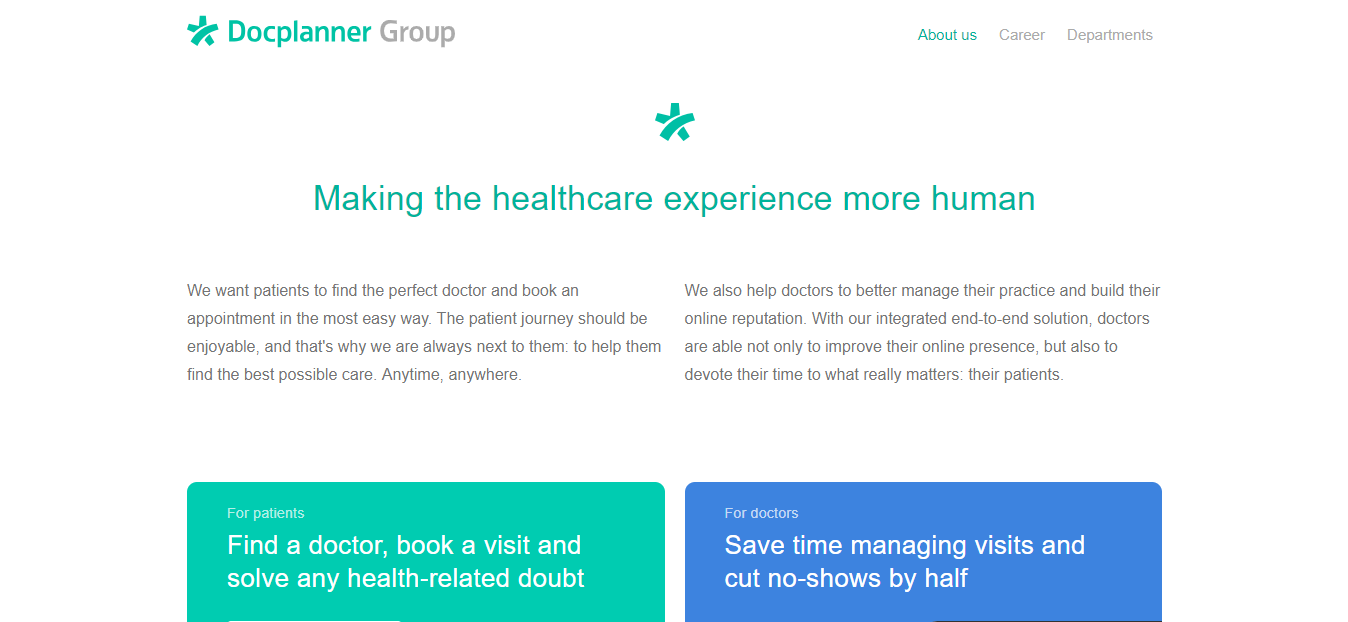 Docplanner Group
About us Career Departments
Making the healthcare experience more human
We want patients to find the perfect doctor and book an
appointment in the most easy way. The patient journey should be
enjoyable, and that's why we are always next to them: to help them
find the best possible care. Anytime, anywhere.
We also help doctors to better manage their practice and build their
online reputation. With our integrated end-to-end solution, doctors
are able not only to improve their online presence, but also to
devote their time to what really matters: their patients.
For patients
Find a doctor, book a visit and
solve any health-related doubt
For doctors
Save time managing visits and
cut no-shows by half